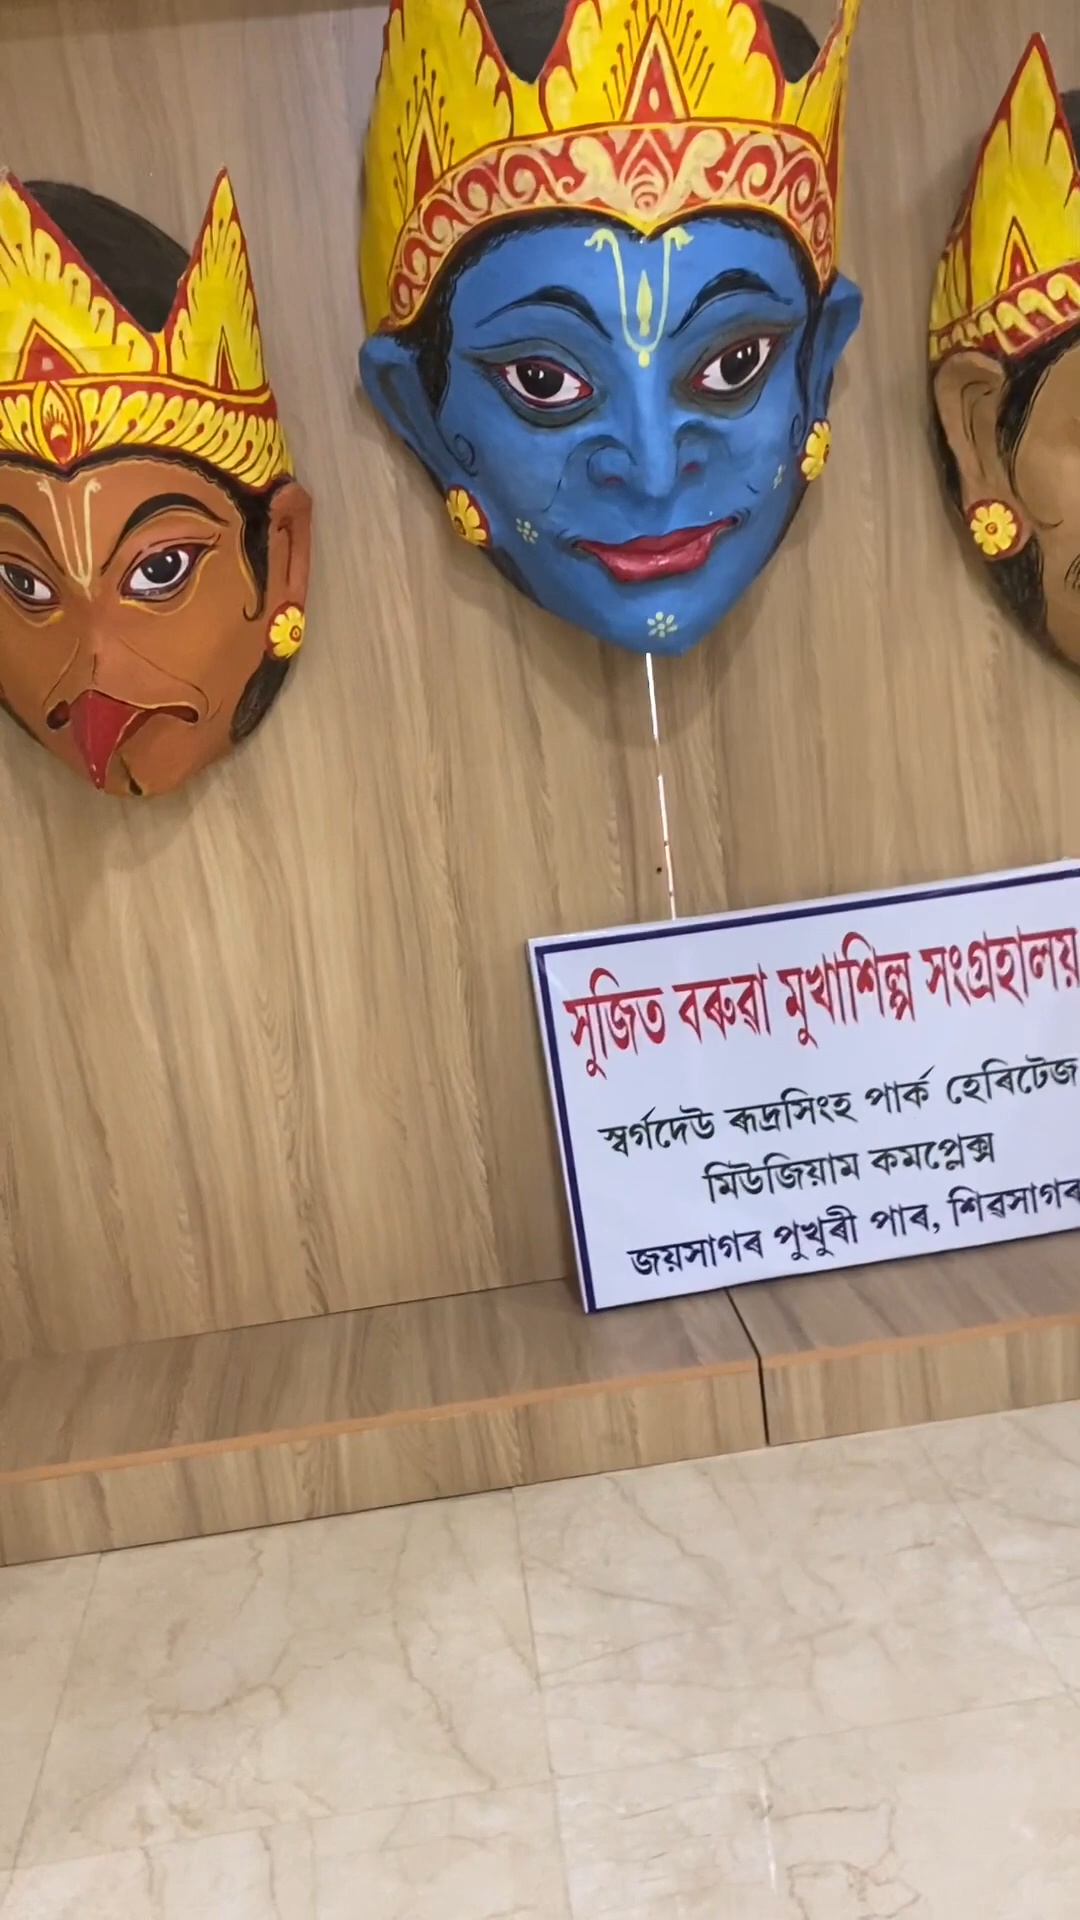 সুজিত বৰুৱা মুখাশিল্প সংগ্ৰহালয়
স্বৰ্গদেউ ৰূদ্ৰসিংহ পাৰ্ক হেৰিটেজ
মিউজিয়াম কমপ্লেক্স
জয়সাগৰ পুখুৰী পাৰ, শিৱসাগৰ